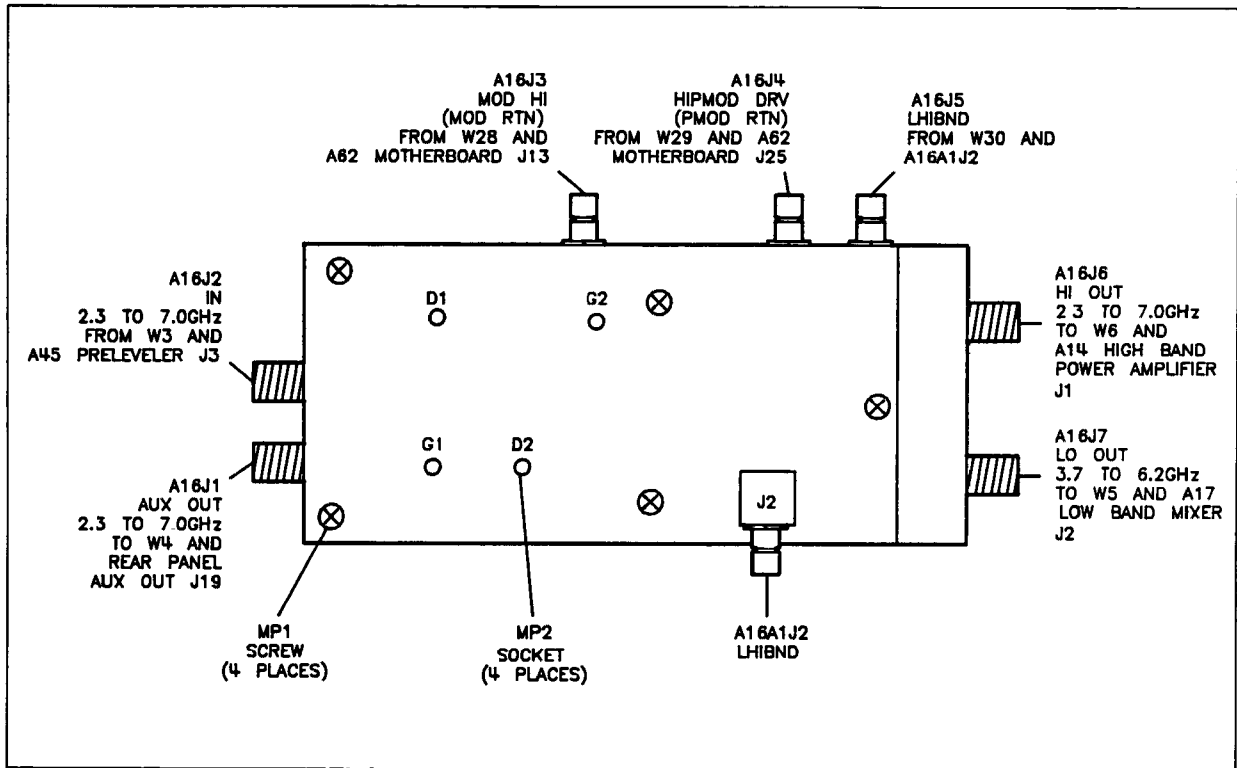 A16J3
MOD HI
(MOD RTN)
FROM W28 AND
A62 MOTHERBOARD J13
A16J4
HIPMOD DRV
(PMOD RTN)
FROM W29 AND A62
MOTHERBOARD J25
A16J5
LHIBND
FROM W30 AND
A16A1J2
A16J2
IN
2.3 TO 7.0GHz
FROM W3 AND
A45 PRELEVELER J3
D1
G2
A16J6
HI OUT
2 3 TO 7.0GHz
TO W6 AND
A14 HIGH BAND
POWER AMPLIFIER
J1
A16J1
AUX OUT
2.3 TO 7.0GHz
TO W4 AND
REAR PANEL
AUX OUT J19
G1
D2
J2
A16J7
LO OUT
3.7 TO 6.2GHz
TO W5 AND A17
LOW BAND MIXER
J2
MP1
SCREW
(4 PLACES)
MP2
SOCKET
(4 PLACES)
A16A1J2
LHIBND